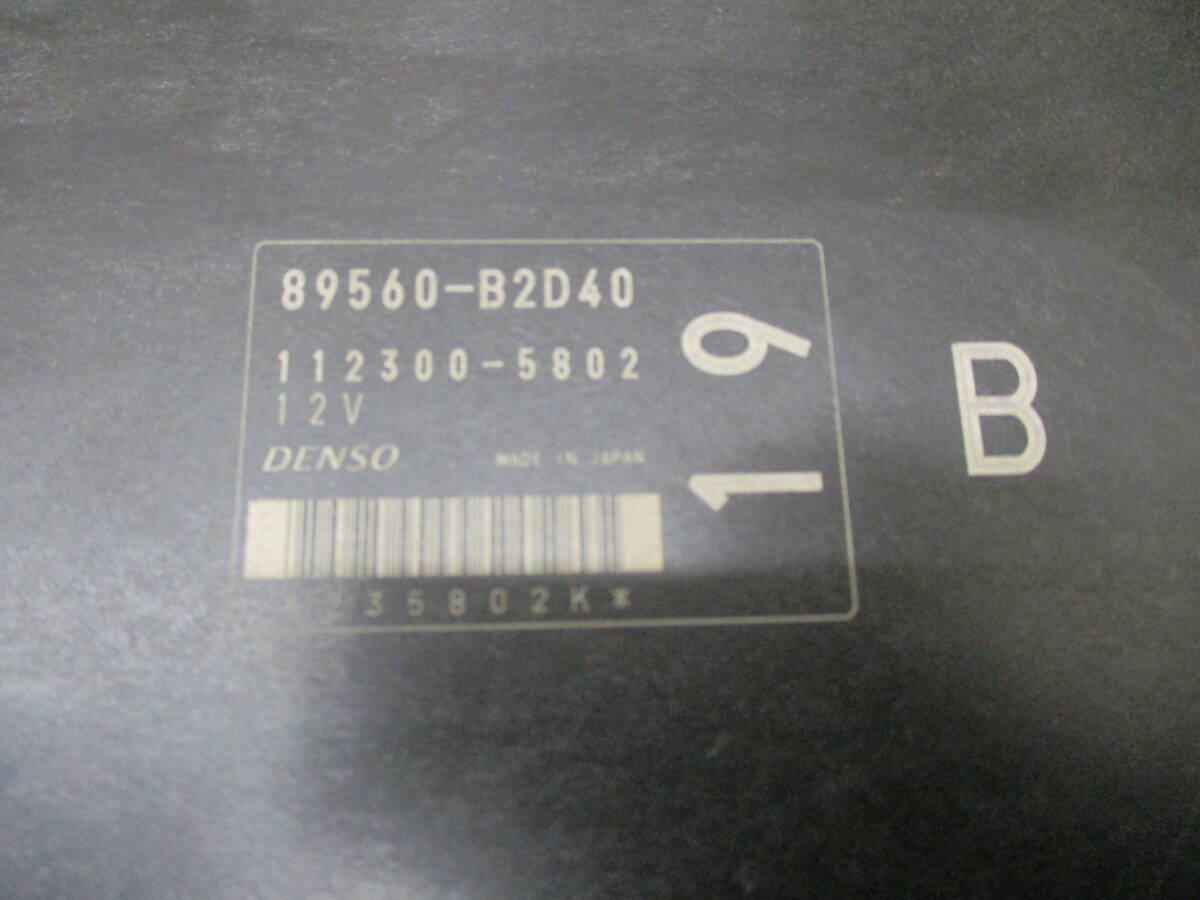 89560-B2D40
112300-5802
12V
DENSO MADE IN JAPAN
19
B